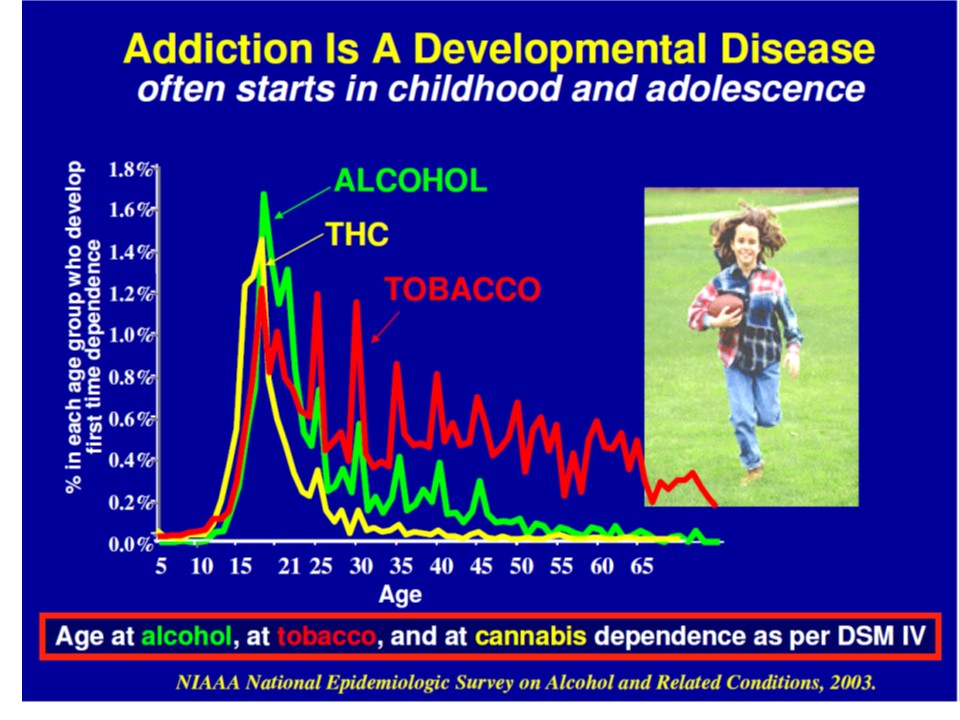 Addiction Is A Developmental Disease
often starts in childhood and adolescence
% in each age group who develop
first time dependence
1.8%
1.6%
1.4%
1.2%
1.0%
0.8%
0.6%
0.4%
0.2%
0.0%
ALCOHOL
THC
TOBACCO
5 10 15 21 25 30 35 40 45 50 55 60 65
Age
Age at alcohol, at tobacco, and at cannabis dependence as per DSM IV
NIAAA National Epidemiologic Survey on Alcohol and Related Conditions, 2003.